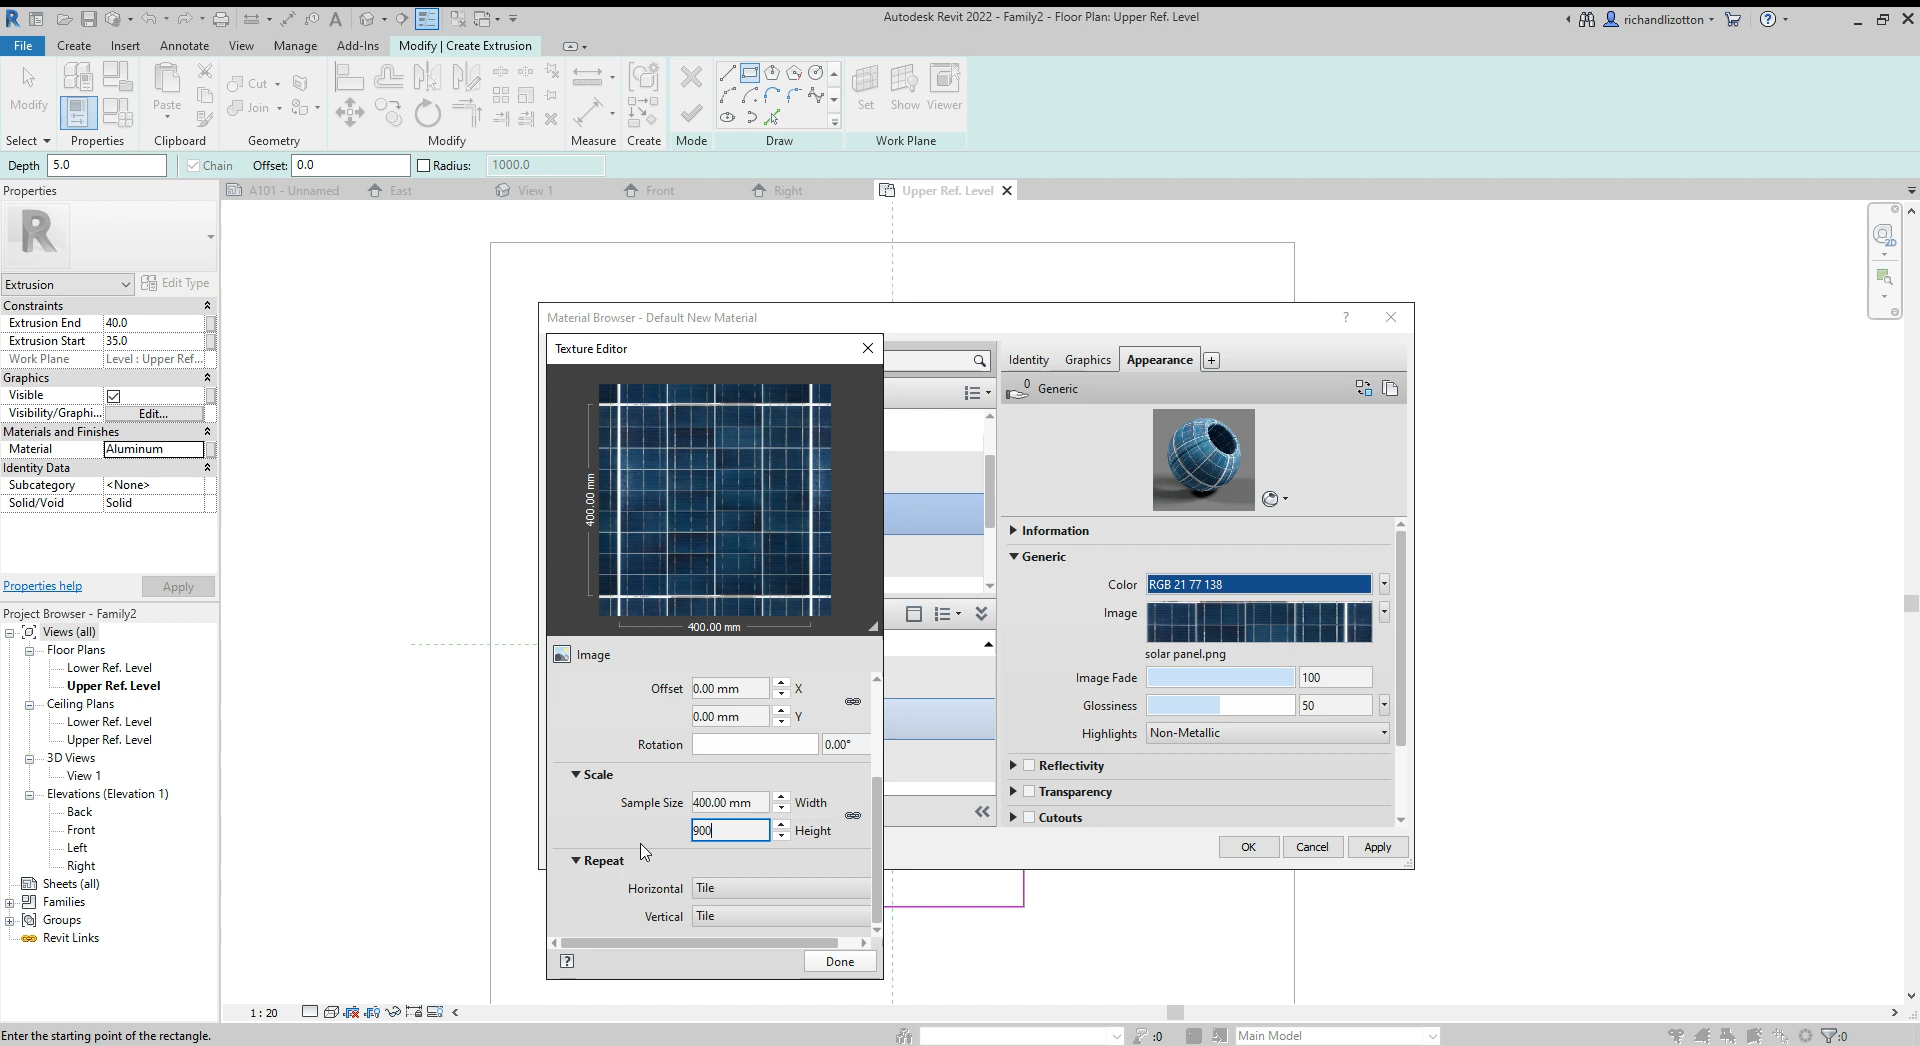 Autodesk Revit 2022 - Family2 - Floor Plan: Upper Ref. Level
richandlizotton
File Create Insert Annotate View Manage Add-Ins Modify | Create Extrusion
Modify Paste Cut Join Set Show Viewer
Select Properties Clipboard Geometry Modify Measure Create Mode Draw Work Plane
Depth 5.0 Chain Offset: 0.0 Radius: 1000.0
Properties
A101 - Unnamed East View 1 Front Right Upper Ref. Level
R
Extrusion Edit Type
Constraints
Extrusion End 40.0
Extrusion Start 35.0
Work Plane Level : Upper Ref...
Graphics
Visible
Visibility/Graphi... Edit...
Materials and Finishes
Material Aluminum
Identity Data
Subcategory <None>
Solid/Void Solid
Properties help Apply
Project Browser - Family2
Views (all)
Floor Plans
Lower Ref. Level
Upper Ref. Level
Ceiling Plans
Lower Ref. Level
Upper Ref. Level
3D Views
View 1
Elevations (Elevation 1)
Back
Front
Left
Right
Sheets (all)
Families
Groups
Revit Links
2D
Material Browser - Default New Material
?
Texture Editor
400.00 mm
400.00 mm
Image
Offset 0.00 mm X
0.00 mm Y
Rotation 0.00°
Scale
Sample Size 400.00 mm Width
900 Height
Repeat
Horizontal Tile
Vertical Tile
? Done
Identity Graphics Appearance +
0 Generic
Information
Generic
Color RGB 21 77 138
Image
solar panel.png
Image Fade 100
Glossiness 50
Highlights Non-Metallic
Reflectivity
Transparency
Cutouts
OK Cancel Apply
1 : 20
Enter the starting point of the rectangle.
:0 Main Model :0